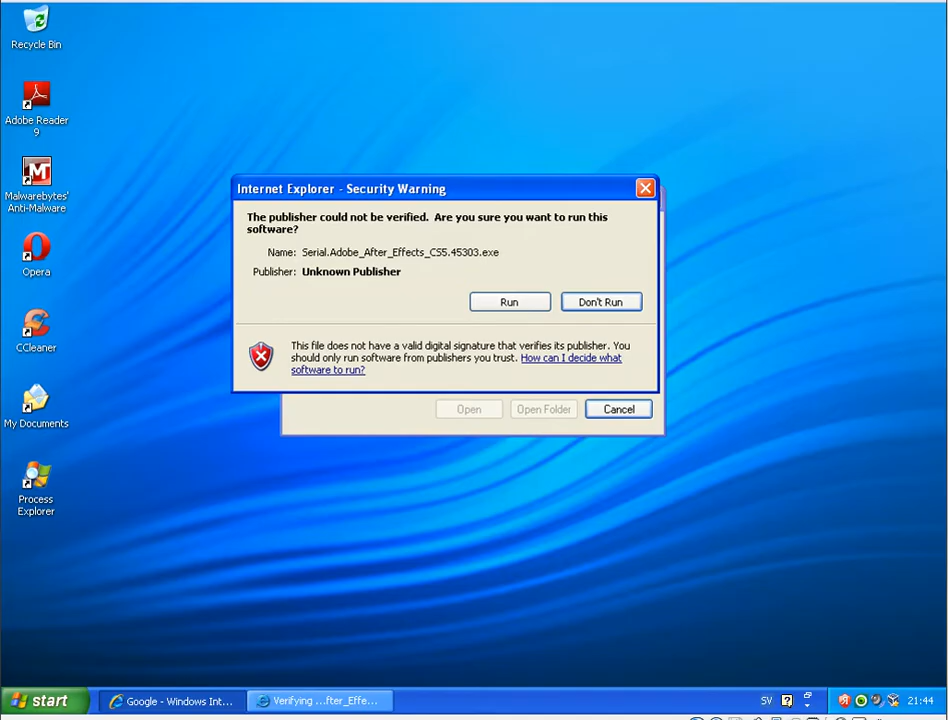 Recycle Bin
Adobe Reader
9
Malwarebytes'
Anti-Malware
Opera
CCleaner
My Documents
Process
Explorer
Internet Explorer - Security Warning
The publisher could not be verified.  Are you sure you want to run this
software?
Name: Serial.Adobe_After_Effects_CS5.45303.exe
Publisher: Unknown Publisher
Run
Don't Run
This file does not have a valid digital signature that verifies its publisher. You
should only run software from publishers you trust. How can I decide what
software to run?
Open
Open Folder
Cancel
start
Google - Windows Int...
Verifying ...fter_Effe...
SV
21:44